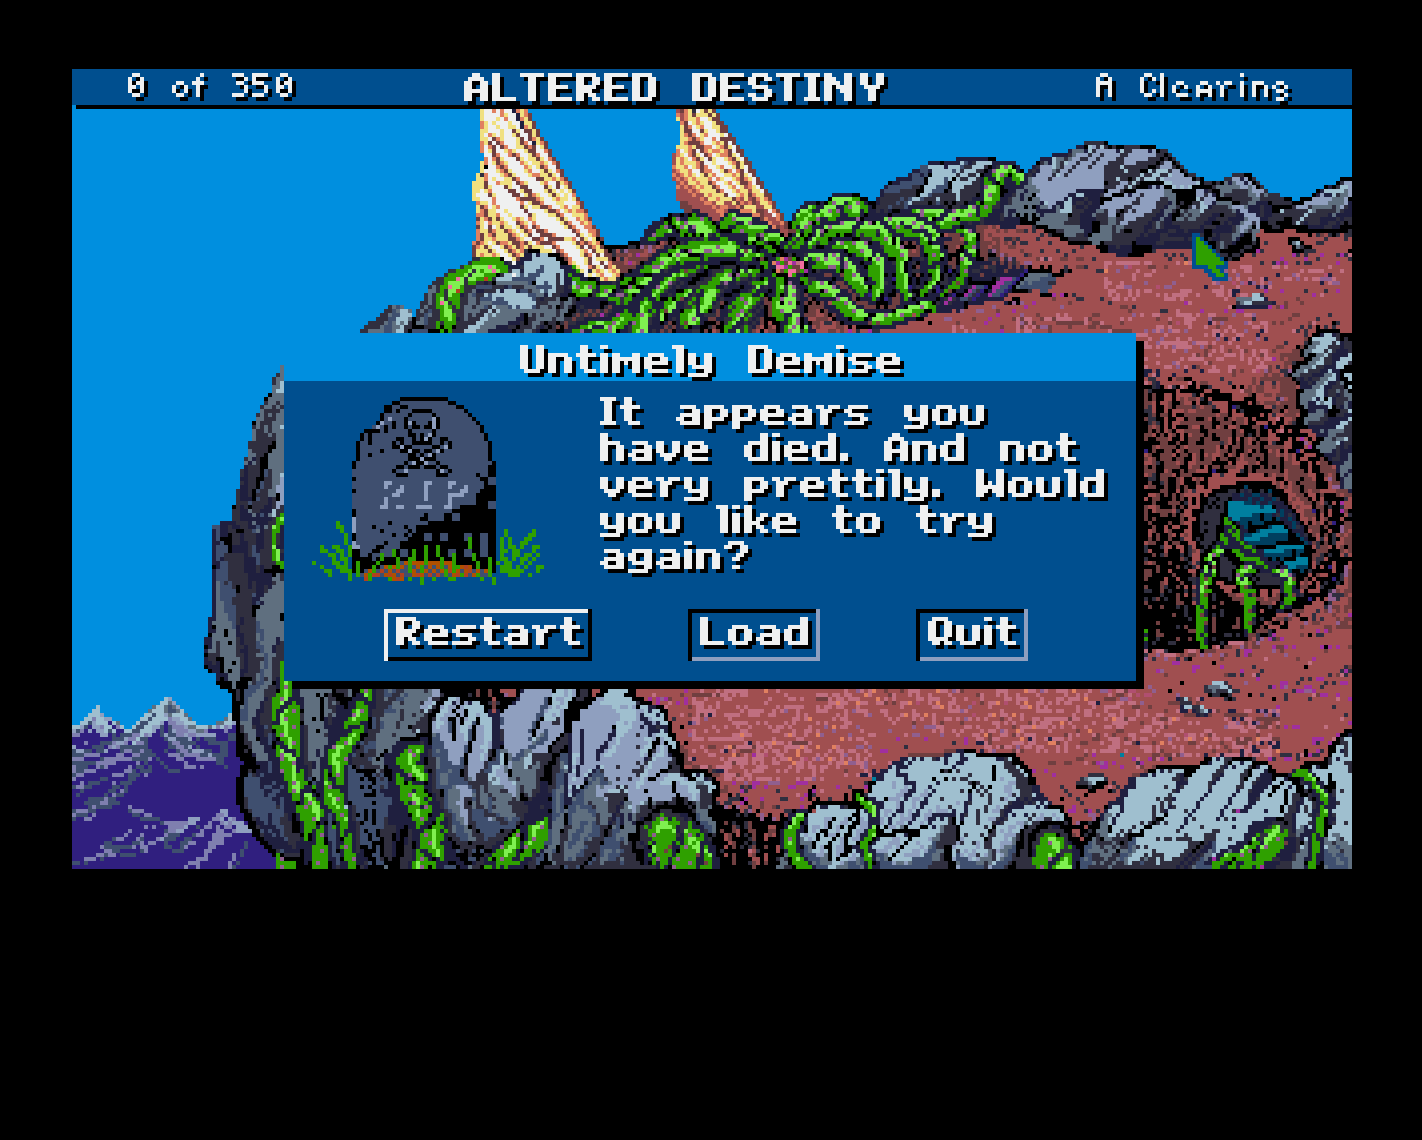 0 of 350 ALTERED DESTINY A Clearing
Untimely Demise
It appears you
have died. And not
very prettily. Would
you like to try
again?
RIP
Restart Load Quit